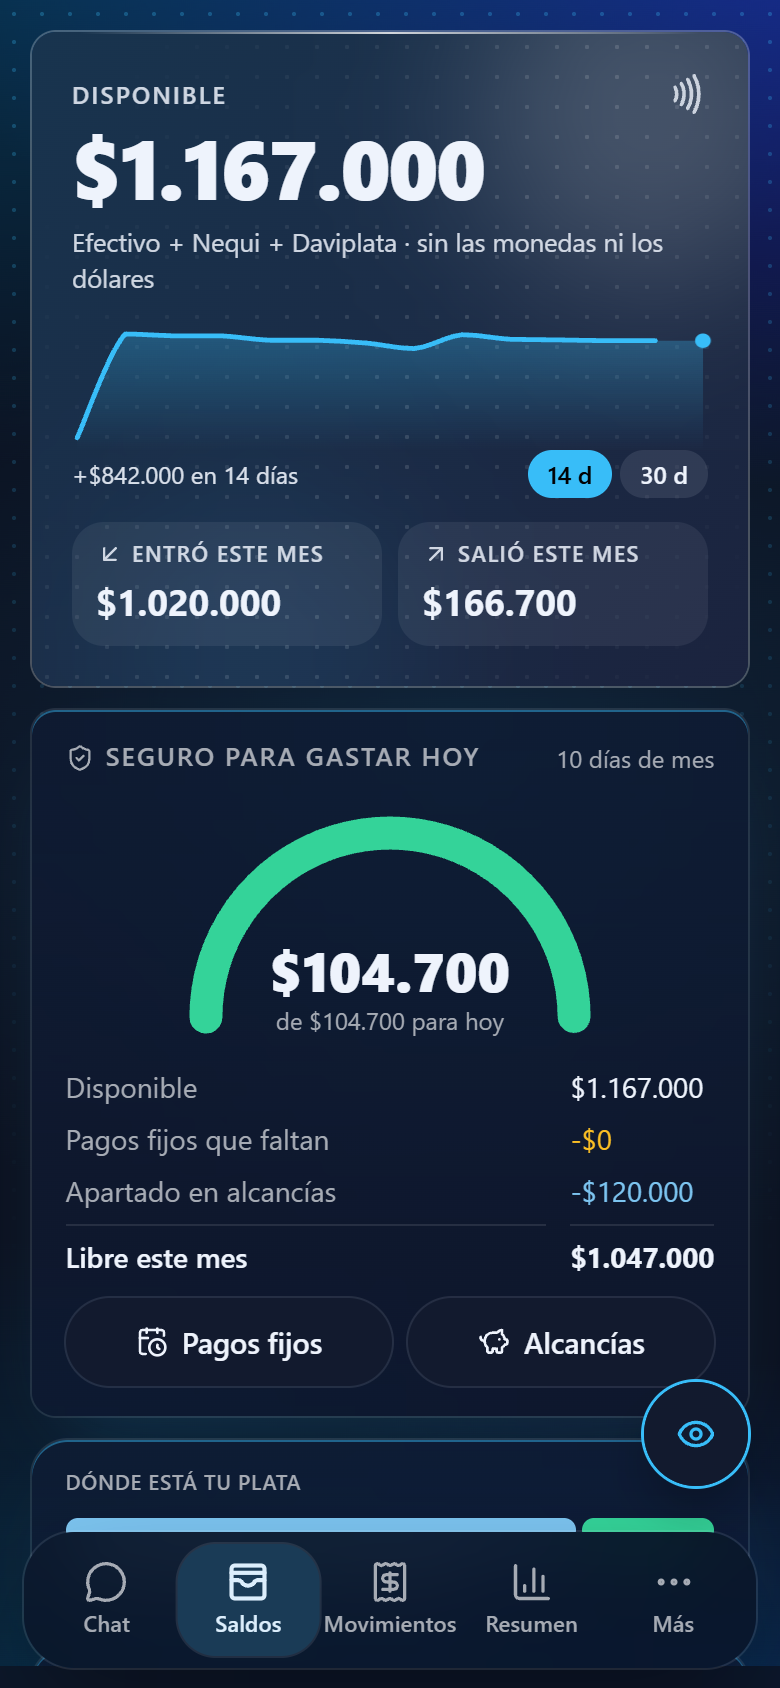 DISPONIBLE
$1.167.000
Efectivo + Nequi + Daviplata · sin las monedas ni los
dólares
+$842.000 en 14 días
14 d
30 d
ENTRÓ ESTE MES
$1.020.000
SALIÓ ESTE MES
$166.700
SEGURO PARA GASTAR HOY
10 días de mes
$104.700
de $104.700 para hoy
Disponible $1.167.000
Pagos fijos que faltan -$0
Apartado en alcancías -$120.000
Libre este mes $1.047.000
Pagos fijos
Alcancías
DÓNDE ESTÁ TU PLATA
Chat
Saldos
Movimientos
Resumen
Más